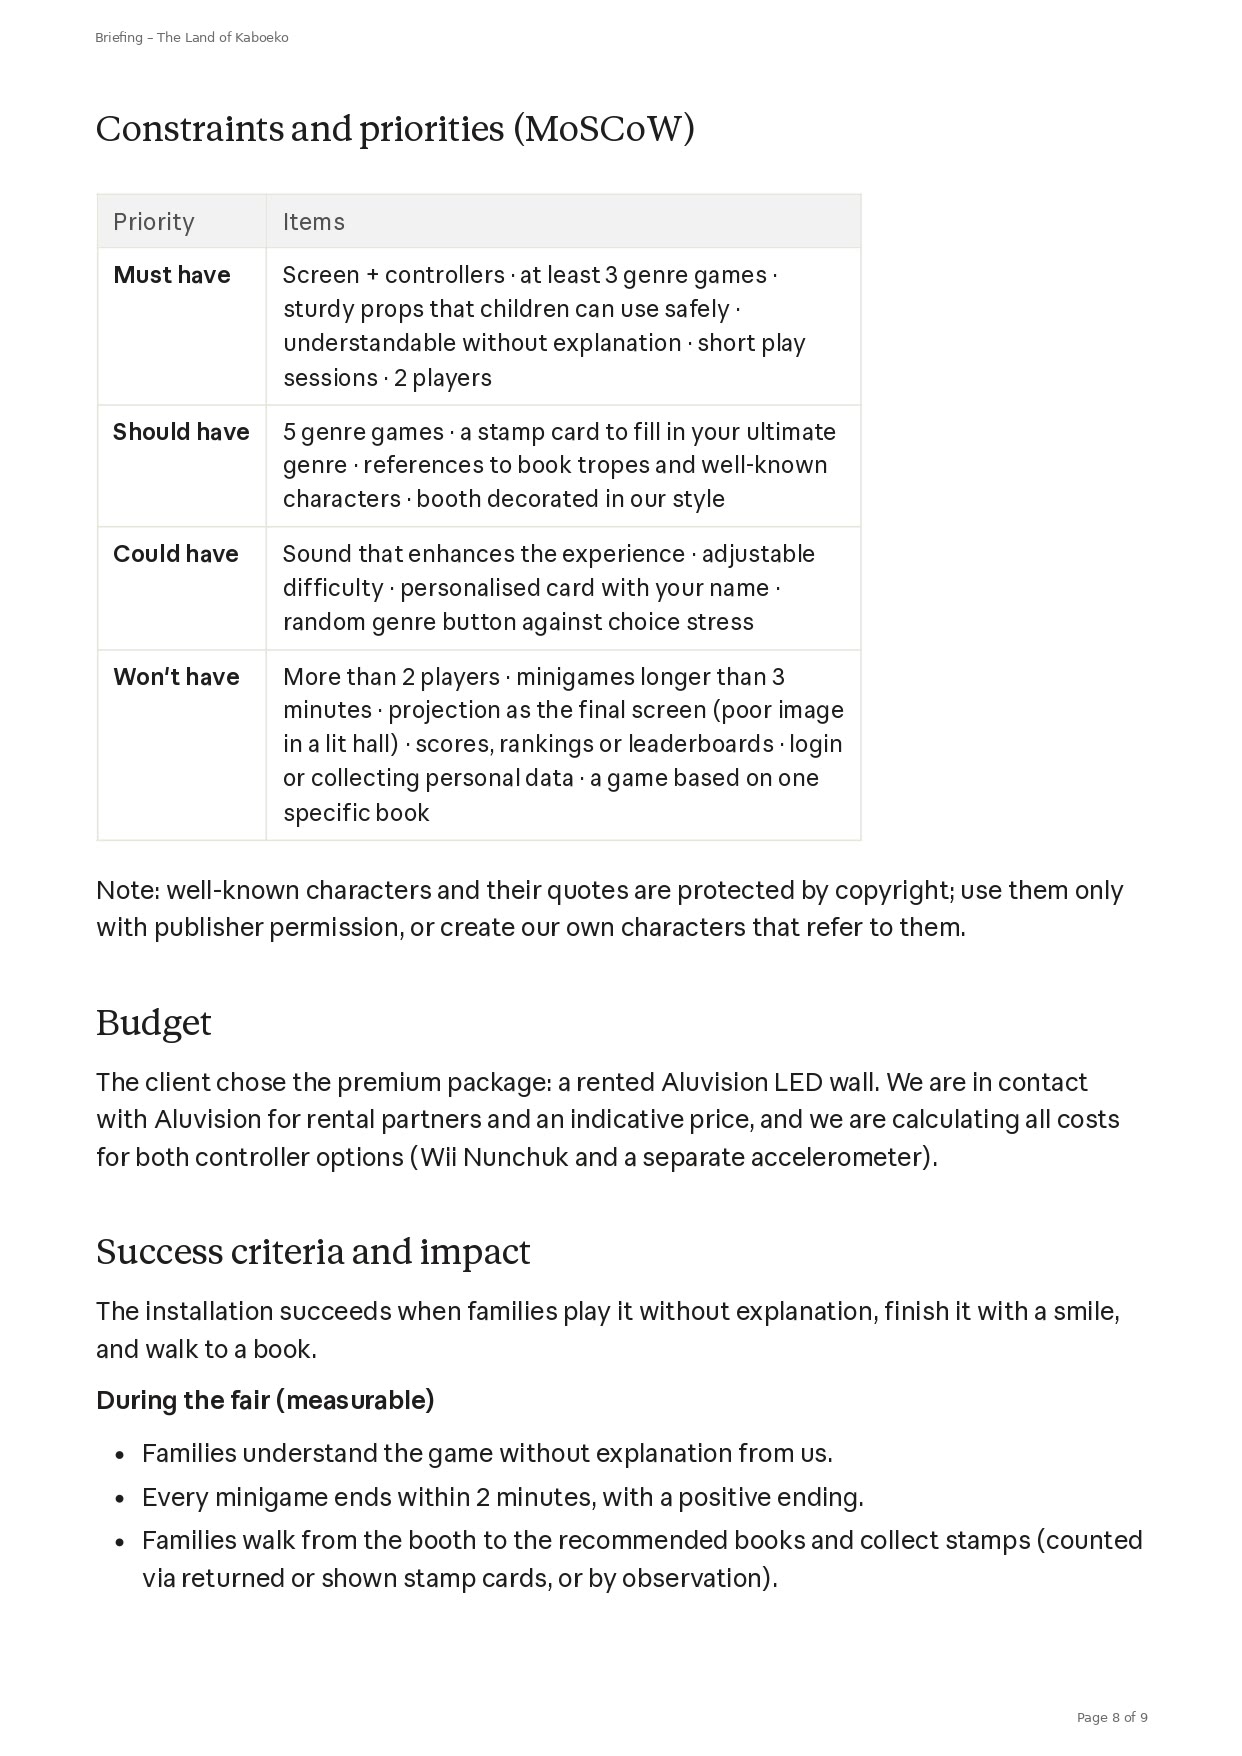 Briefing – The Land of Kaboeko
Constraints and priorities (MoSCoW)
Priority Items
Must have Screen + controllers · at least 3 genre games ·
sturdy props that children can use safely ·
understandable without explanation · short play
sessions · 2 players
Should have 5 genre games · a stamp card to fill in your ultimate
genre · references to book tropes and well-known
characters · booth decorated in our style
Could have Sound that enhances the experience · adjustable
difficulty · personalised card with your name ·
random genre button against choice stress
Won't have More than 2 players · minigames longer than 3
minutes · projection as the final screen (poor image
in a lit hall) · scores, rankings or leaderboards · login
or collecting personal data · a game based on one
specific book
Note: well-known characters and their quotes are protected by copyright; use them only
with publisher permission, or create our own characters that refer to them.
Budget
The client chose the premium package: a rented Aluvision LED wall. We are in contact
with Aluvision for rental partners and an indicative price, and we are calculating all costs
for both controller options (Wii Nunchuk and a separate accelerometer).
Success criteria and impact
The installation succeeds when families play it without explanation, finish it with a smile,
and walk to a book.
During the fair (measurable)
• Families understand the game without explanation from us.
• Every minigame ends within 2 minutes, with a positive ending.
• Families walk from the booth to the recommended books and collect stamps (counted
via returned or shown stamp cards, or by observation).
Page 8 of 9